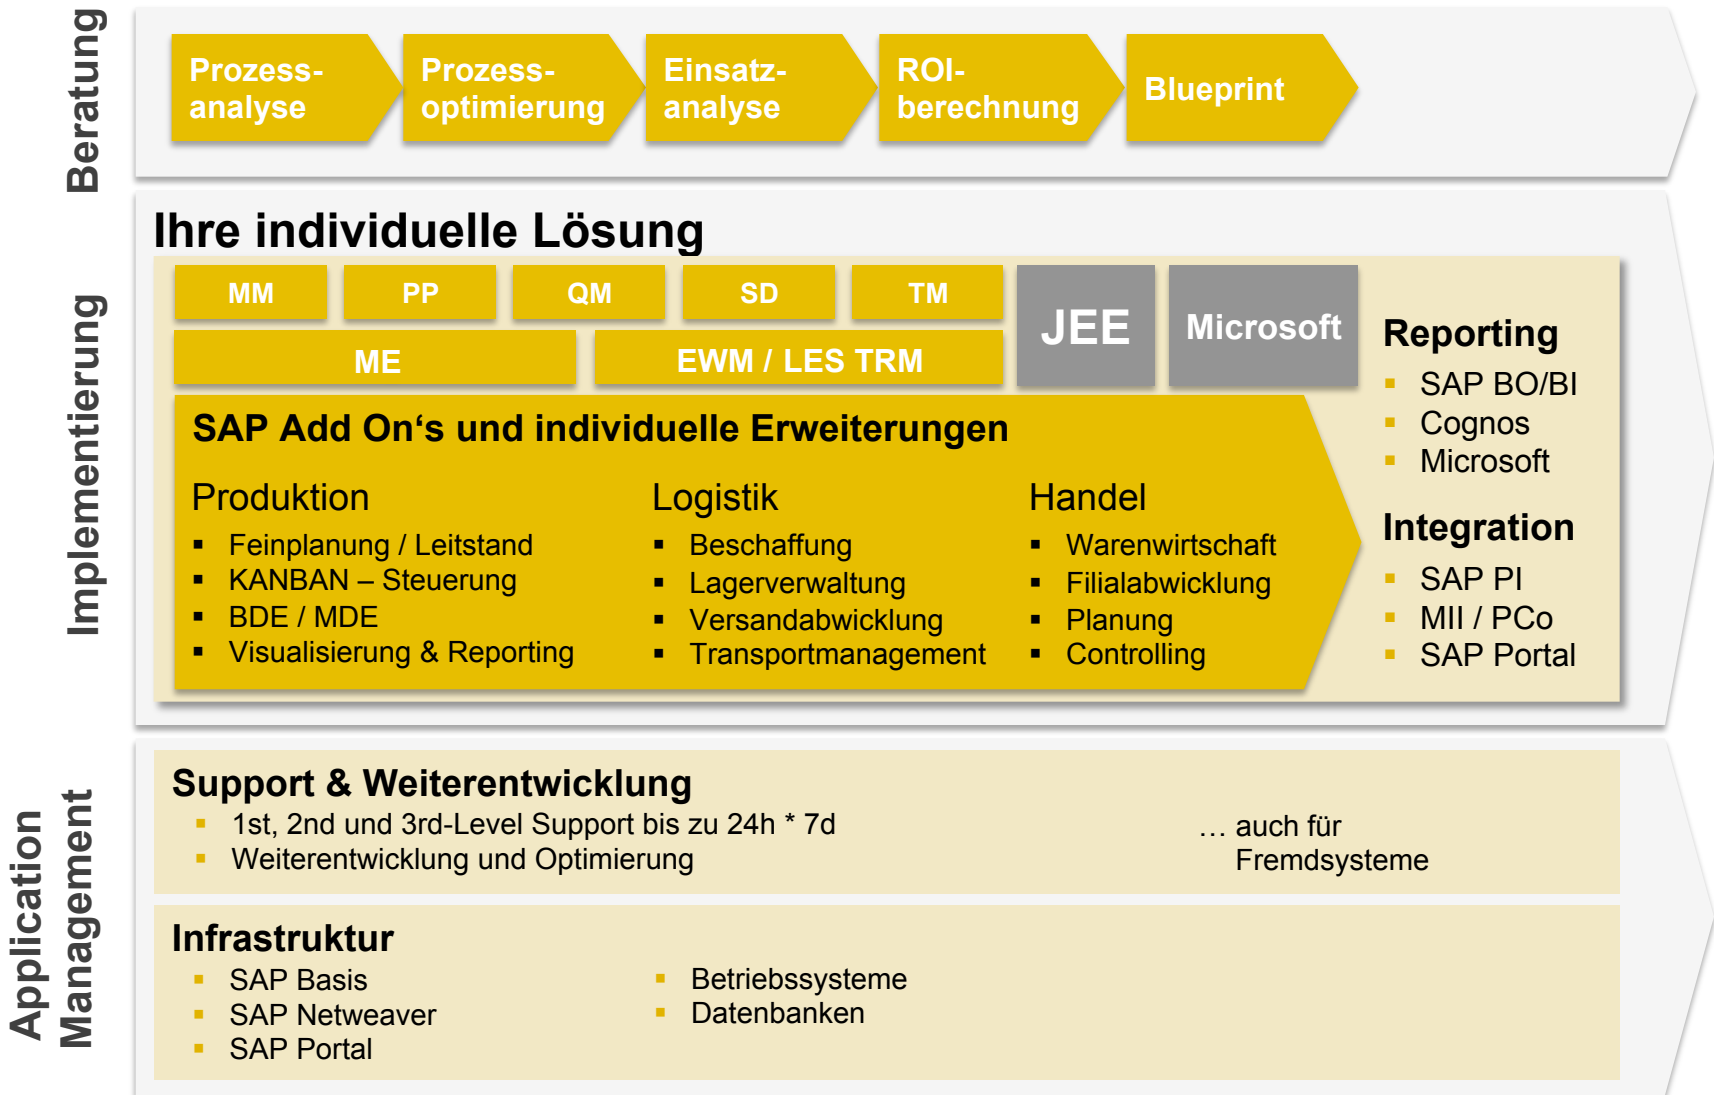 Beratung
Prozess-
analyse
Prozess-
optimierung
Einsatz-
analyse
ROI-
berechnung
Blueprint
Implementierung
Ihre individuelle Lösung
MM
PP
QM
SD
TM
ME
EWM / LES TRM
JEE
Microsoft
SAP Add On‘s und individuelle Erweiterungen
Produktion
▪ Feinplanung / Leitstand
▪ KANBAN – Steuerung
▪ BDE / MDE
▪ Visualisierung & Reporting
Logistik
▪ Beschaffung
▪ Lagerverwaltung
▪ Versandabwicklung
▪ Transportmanagement
Handel
▪ Warenwirtschaft
▪ Filialabwicklung
▪ Planung
▪ Controlling
Reporting
▪ SAP BO/BI
▪ Cognos
▪ Microsoft
Integration
▪ SAP PI
▪ MII / PCo
▪ SAP Portal
Application
Management
Support & Weiterentwicklung
▪ 1st, 2nd und 3rd-Level Support bis zu 24h * 7d
▪ Weiterentwicklung und Optimierung
… auch für
Fremdsysteme
Infrastruktur
▪ SAP Basis
▪ SAP Netweaver
▪ SAP Portal
▪ Betriebssysteme
▪ Datenbanken